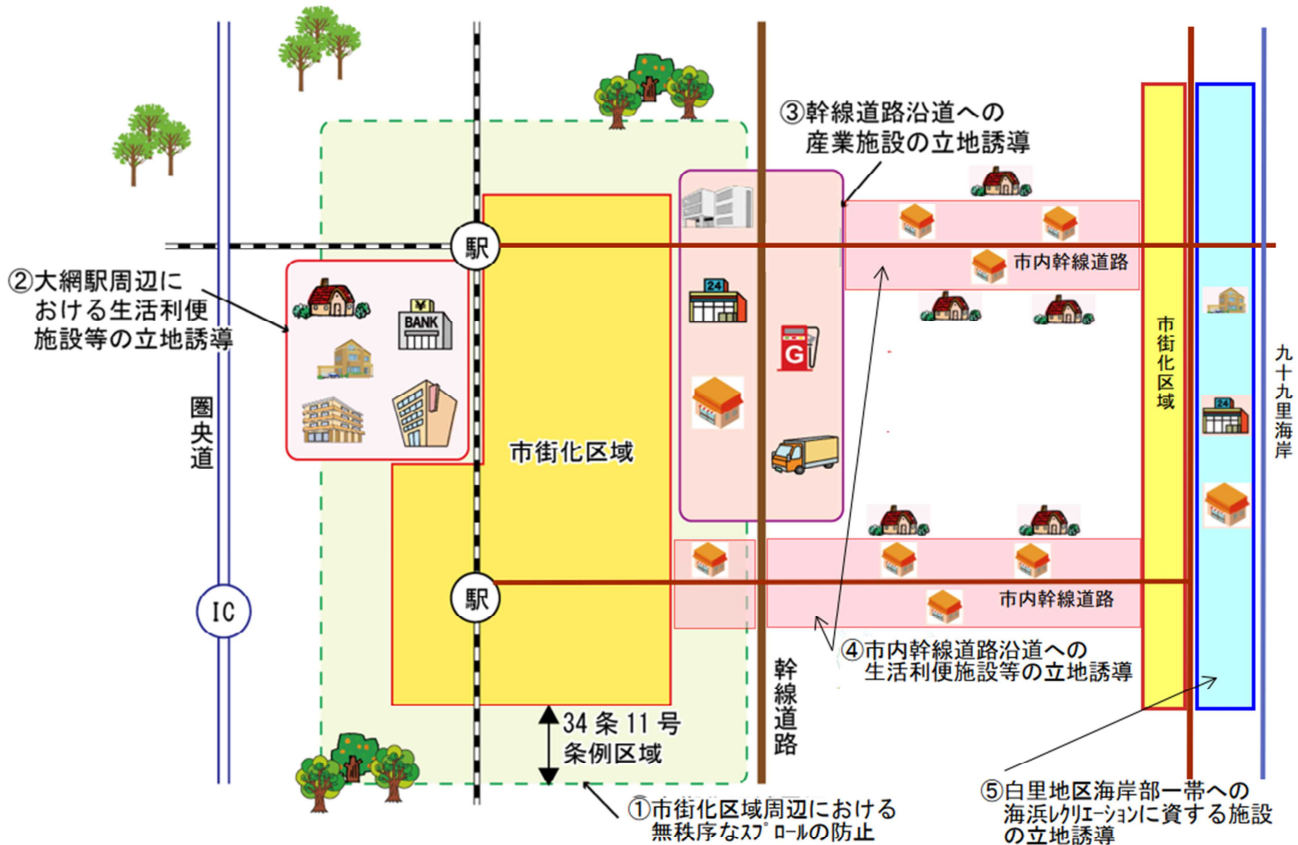 ③幹線道路沿道への
産業施設の立地誘導
駅
市内幹線道路
②大網駅周辺に
おける生活利便
施設等の立地誘導
¥
BANK
24
G
市街化区域
24
九十九里海岸
圏央道
市街化区域
IC
駅
市内幹線道路
④市内幹線道路沿道への
生活利便施設等の立地誘導
幹線道路
34条11号
条例区域
①市街化区域周辺における
無秩序なスプロールの防止
⑤白里地区海岸部一帯への
海浜レクリエーションに資する施設
の立地誘導